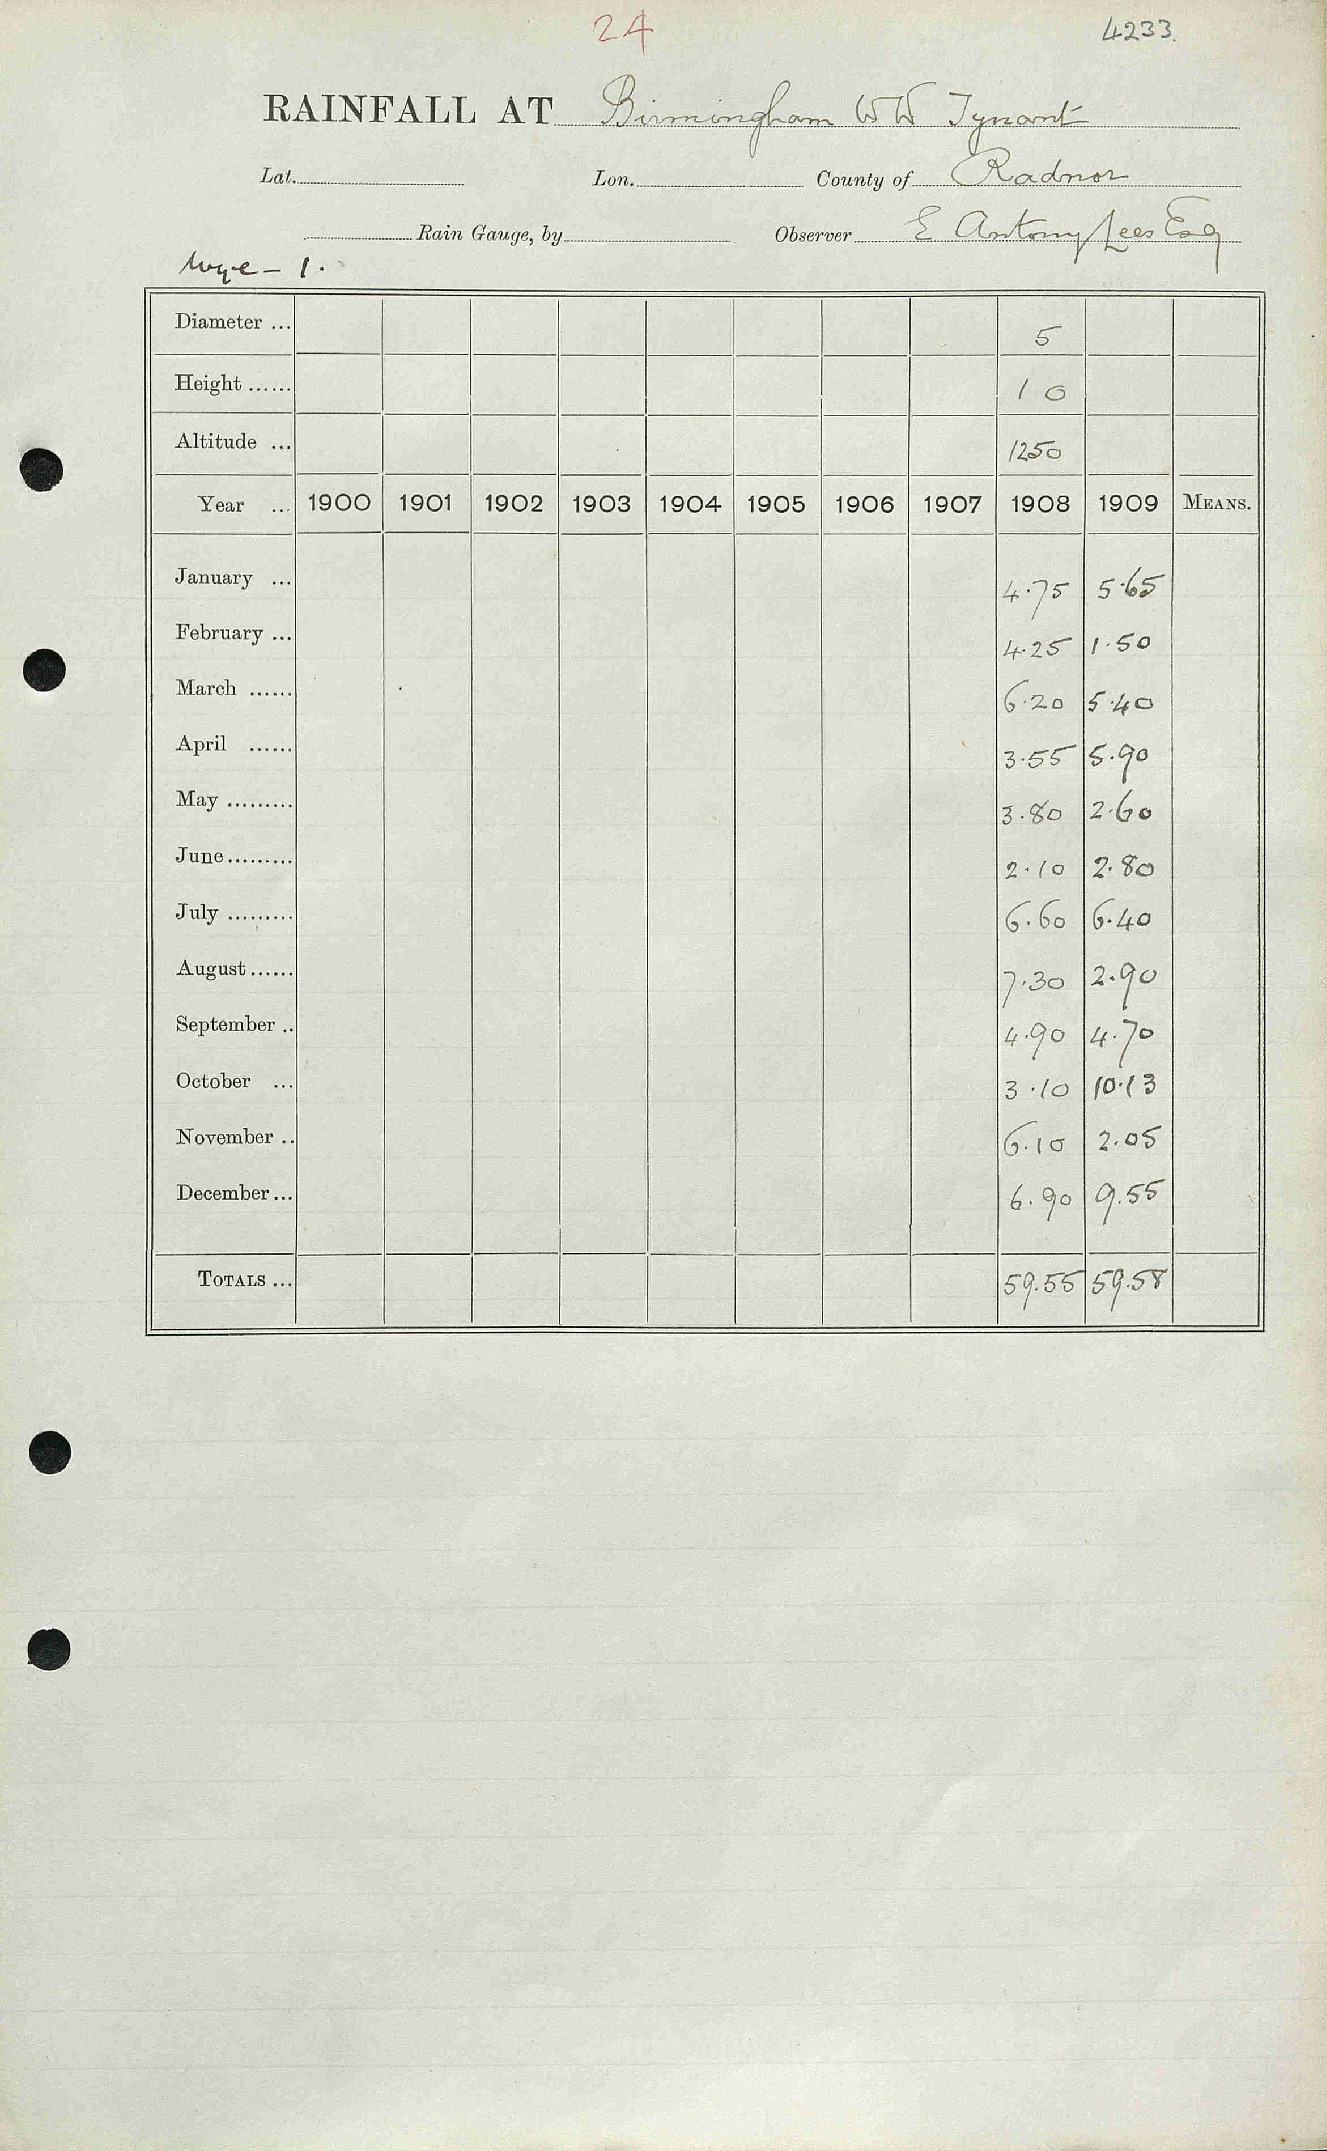 24 4233.
RAINFALL AT Birmingham WW Tynant
Lat. Lon. County of Radnor
Rain Gauge, by Observer E Antony Lees Esq
Wye - 1.
Diameter ... 5
Height ...... 10
Altitude ... 1250
Year ... 1900 1901 1902 1903 1904 1905 1906 1907 1908 1909 MEANS.
January ... 4.75 5.65
February ... 4.25 1.50
March ...... 6.20 5.40
April ...... 3.55 5.90
May ......... 3.80 2.60
June......... 2.10 2.80
July ......... 6.60 6.40
August...... 7.30 2.90
September .. 4.90 4.70
October ... 3.10 10.13
November .. 6.10 2.05
December... 6.90 9.55
TOTALS ... 59.55 59.58